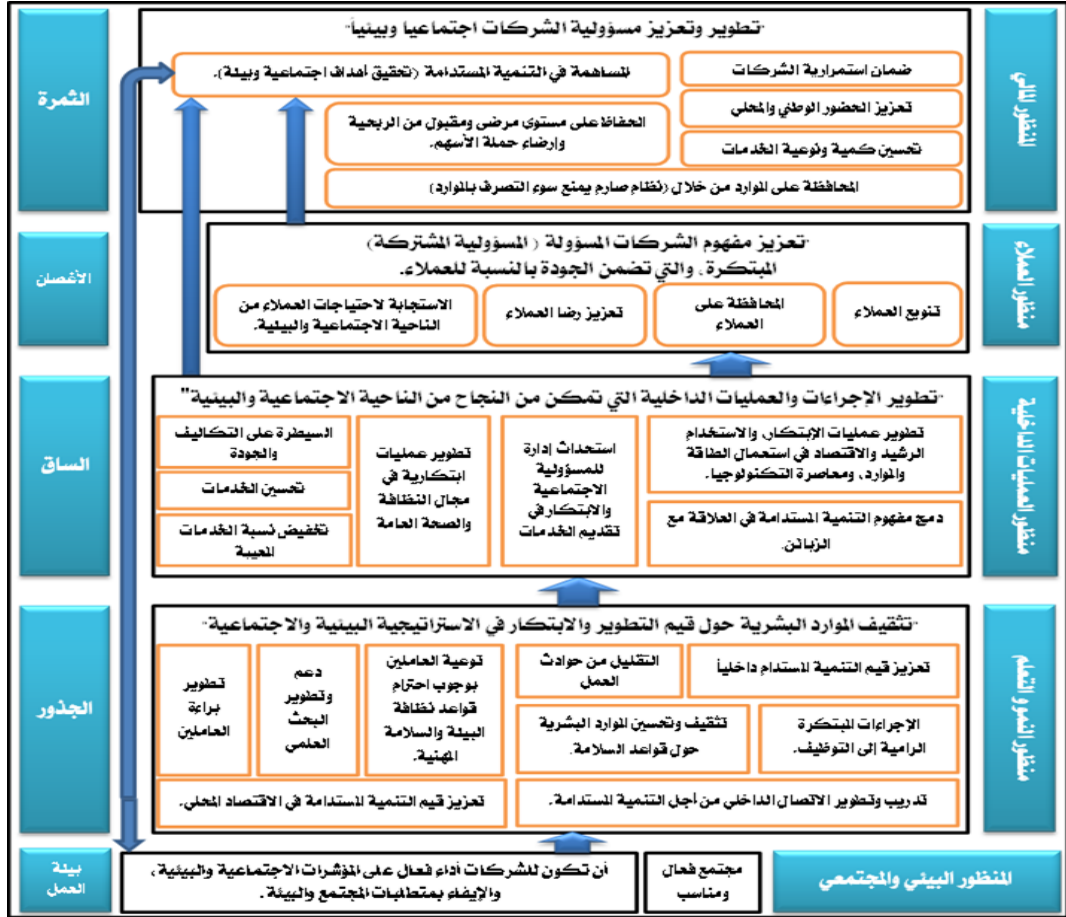 المنظور المالي
الثمرة
"تطوير وتعزيز مسؤولية الشركات اجتماعيا وبيئياً"
ضمان استمرارية الشركات
المساهمة في التنمية المستدامة (تحقيق أهداف اجتماعية وبيئة).
تعزيز الحضور الوطني والمحلي
الحفاظ على مستوى مرضى ومقبول من الربحية
وإرضاء حملة الأسهم.
تحسين كمية ونوعية الخدمات
المحافظة على الموارد من خلال (نظام صارم يمنع سوء التصرف بالموارد)
منظور العملاء
الأغصان
"تعزيز مفهوم الشركات المسؤولة (المسؤولية المشتركة)
المبتكرة، والتي تضمن الجودة بالنسبة للعملاء.
تنويع العملاء
المحافظة على
العملاء
تعزيز رضا العملاء
الاستجابة لاحتياجات العملاء من
الناحية الاجتماعية والبيئية.
منظور العمليات الداخلية
الساق
"تطوير الإجراءات والعمليات الداخلية التي تمكن من النجاح من الناحية الاجتماعية والبيئية"
تطوير عمليات الإبتكار، والاستخدام
الرشيد والاقتصاد في استعمال الطاقة
والموارد، ومعاصرة التكنولوجيا.
دمج مفهوم التنمية المستدامة في العلاقة مع
الزبائن.
استحداث إدارة
للمسؤولية
الاجتماعية
والابتكار في
تقديم الخدمات
تطوير عمليات
ابتكارية في
مجال النظافة
والصحة العامة
السيطرة على التكاليف
والجودة
تحسين الخدمات
تخفيض نسبة الخدمات
المعيبة
منظور النمو والتعلم
الجذور
"تثقيف الموارد البشرية حول قيم التطوير والابتكار في الاستراتيجية البيئية والاجتماعية"
تعزيز قيم التنمية المستدام داخلياً
التقليل من حوادث
العمل
توعية العاملين
بوجوب احترام
قواعد نظافة
البيئة والسلامة
المهنية.
دعم
وتطوير
البحث
العلمي
تطوير
براءة
العاملين
الإجراءات المبتكرة
الرامية إلى التوظيف.
تثقيف وتحسين الموارد البشرية
حول قواعد السلامة.
تدريب وتطوير الاتصال الداخلي من أجل التنمية المستدامة.
تعزيز قيم التنمية المستدامة في الاقتصاد المحلي.
المنظور البيئي والمجتمعي
مجتمع فعال
ومناسب
أن تكون للشركات أداء فعال على المؤشرات الاجتماعية والبيئية،
والإيفاء بمتطلبات المجتمع والبيئة.
بيئة
العمل